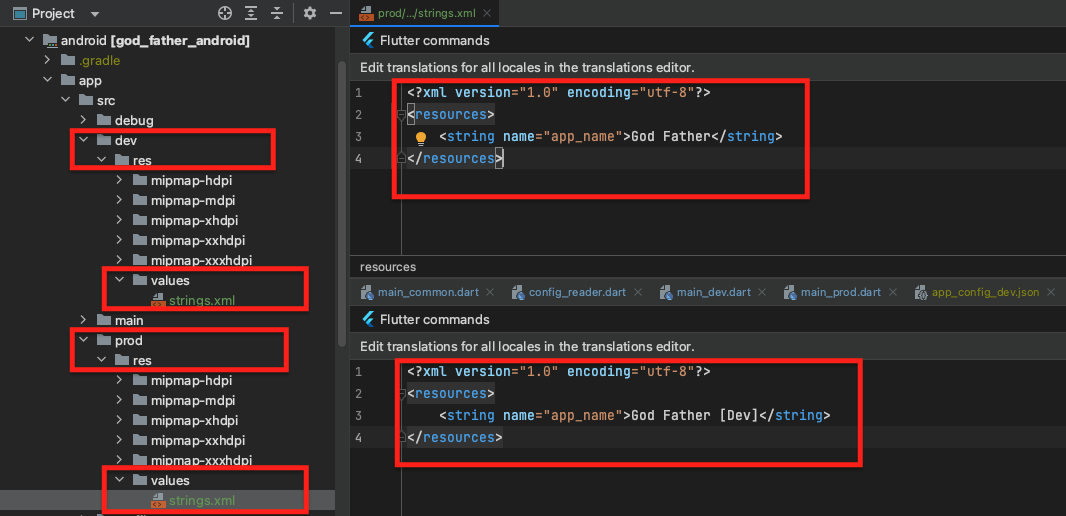 Project
android [god_father_android]
.gradle
app
src
debug
dev
res
mipmap-hdpi
mipmap-mdpi
mipmap-xhdpi
mipmap-xxhdpi
mipmap-xxxhdpi
values
strings.xml
main
prod
res
mipmap-hdpi
mipmap-mdpi
mipmap-xhdpi
mipmap-xxhdpi
mipmap-xxxhdpi
values
strings.xml
prod/.../strings.xml
Flutter commands
Edit translations for all locales in the translations editor.
1 <?xml version="1.0" encoding="utf-8"?>
2 <resources>
3 <string name="app_name">God Father</string>
4 </resources>
resources
main_common.dart config_reader.dart main_dev.dart main_prod.dart app_config_dev.json
Flutter commands
Edit translations for all locales in the translations editor.
1 <?xml version="1.0" encoding="utf-8"?>
2 <resources>
3 <string name="app_name">God Father [Dev]</string>
4 </resources>